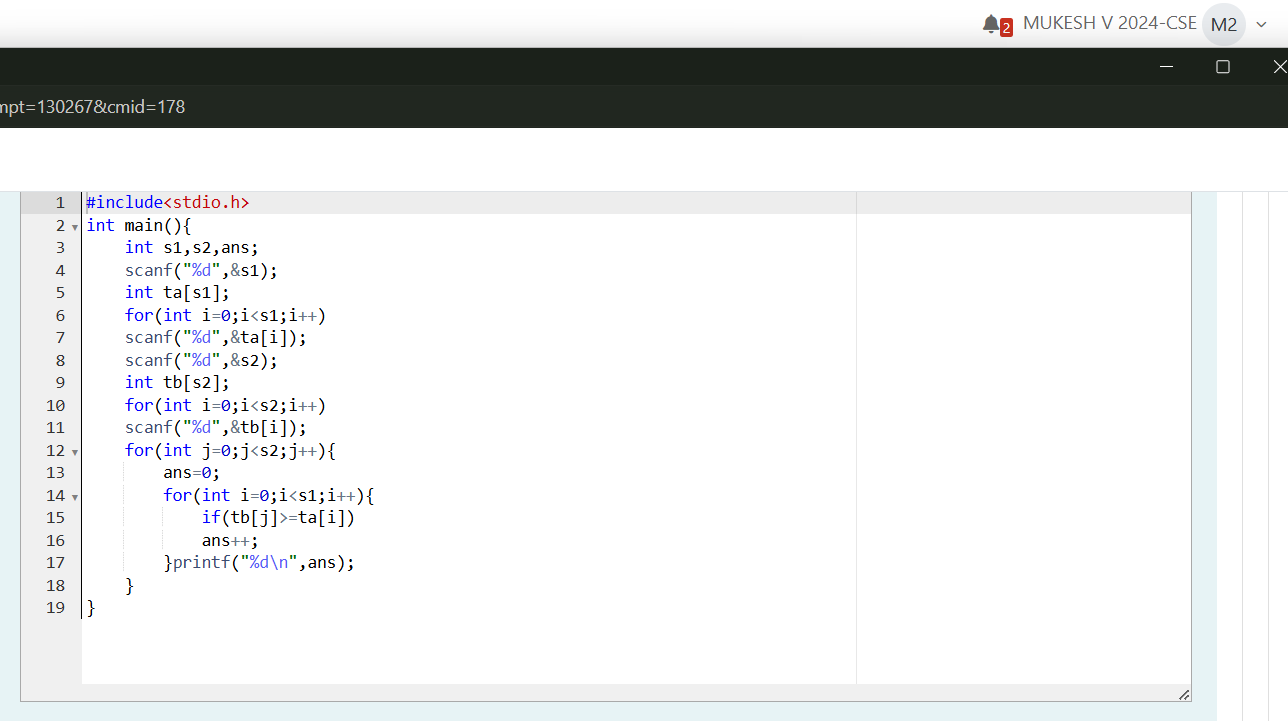 2 MUKESH V 2024-CSE M2
mpt=130267&cmid=178
1 #include<stdio.h>
2 int main(){
3     int s1,s2,ans;
4     scanf("%d",&s1);
5     int ta[s1];
6     for(int i=0;i<s1;i++)
7     scanf("%d",&ta[i]);
8     scanf("%d",&s2);
9     int tb[s2];
10     for(int i=0;i<s2;i++)
11     scanf("%d",&tb[i]);
12     for(int j=0;j<s2;j++){
13         ans=0;
14         for(int i=0;i<s1;i++){
15             if(tb[j]>=ta[i])
16             ans++;
17         }printf("%d\n",ans);
18     }
19 }